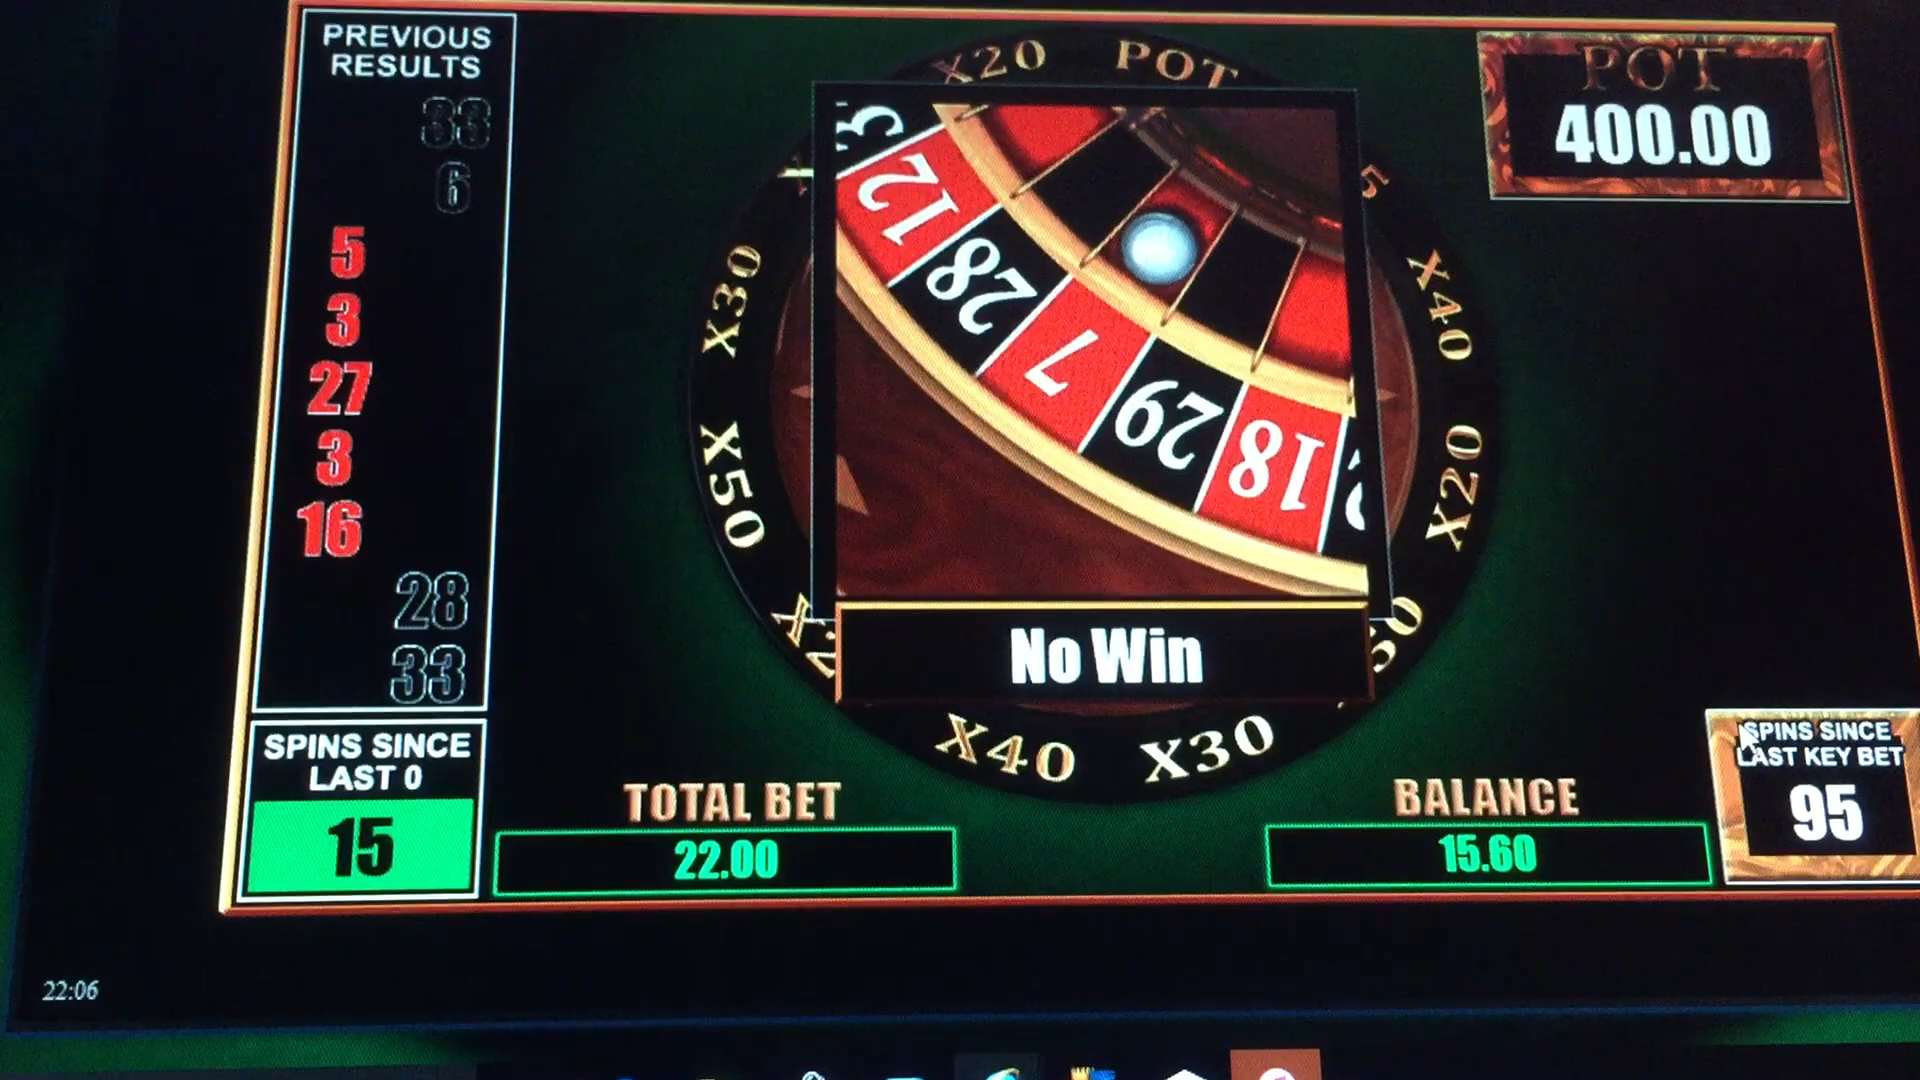 PREVIOUS
RESULTS
33
6
5
3
27
3
16
28
33
SPINS SINCE
LAST 0
15
X20 POT
X30
X50
X40
X20
X40 X30
12
28
7
29
18
No Win
POT
400.00
TOTAL BET
22.00
BALANCE
15.60
SPINS SINCE
LAST KEY BET
95
22:06